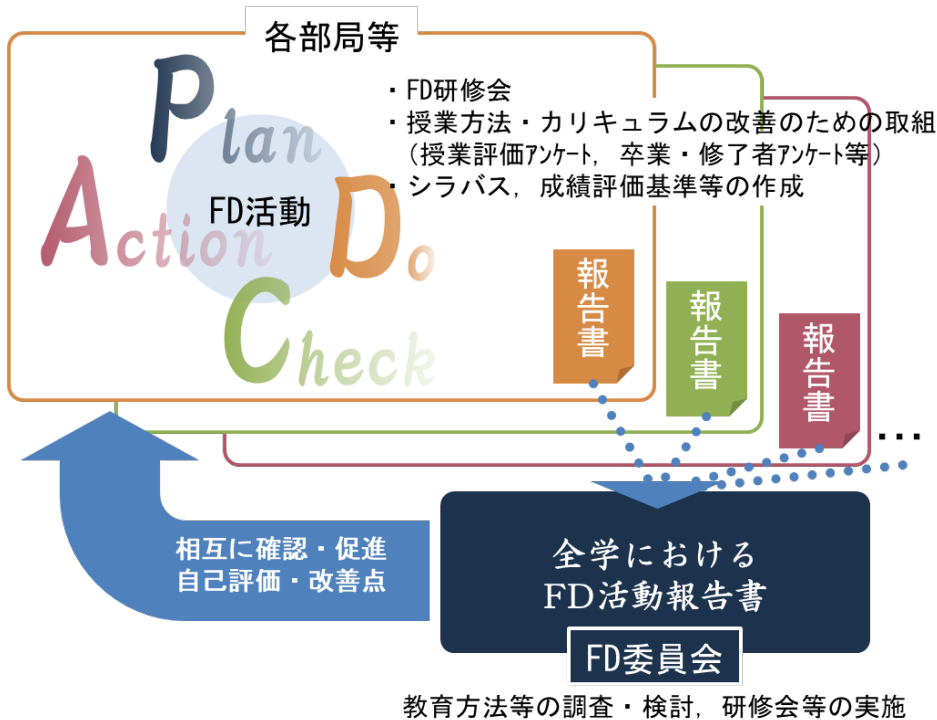 各部局等
Plan
Do
Check
Action
FD活動
・FD研修会
・授業方法・カリキュラムの改善のための取組
（授業評価ｱﾝｹｰﾄ，卒業・修了者ｱﾝｹｰﾄ等）
・シラバス，成績評価基準等の作成
報告書
報告書
報告書
…
相互に確認・促進
自己評価・改善点
全学における
FD活動報告書
FD委員会
教育方法等の調査・検討，研修会等の実施